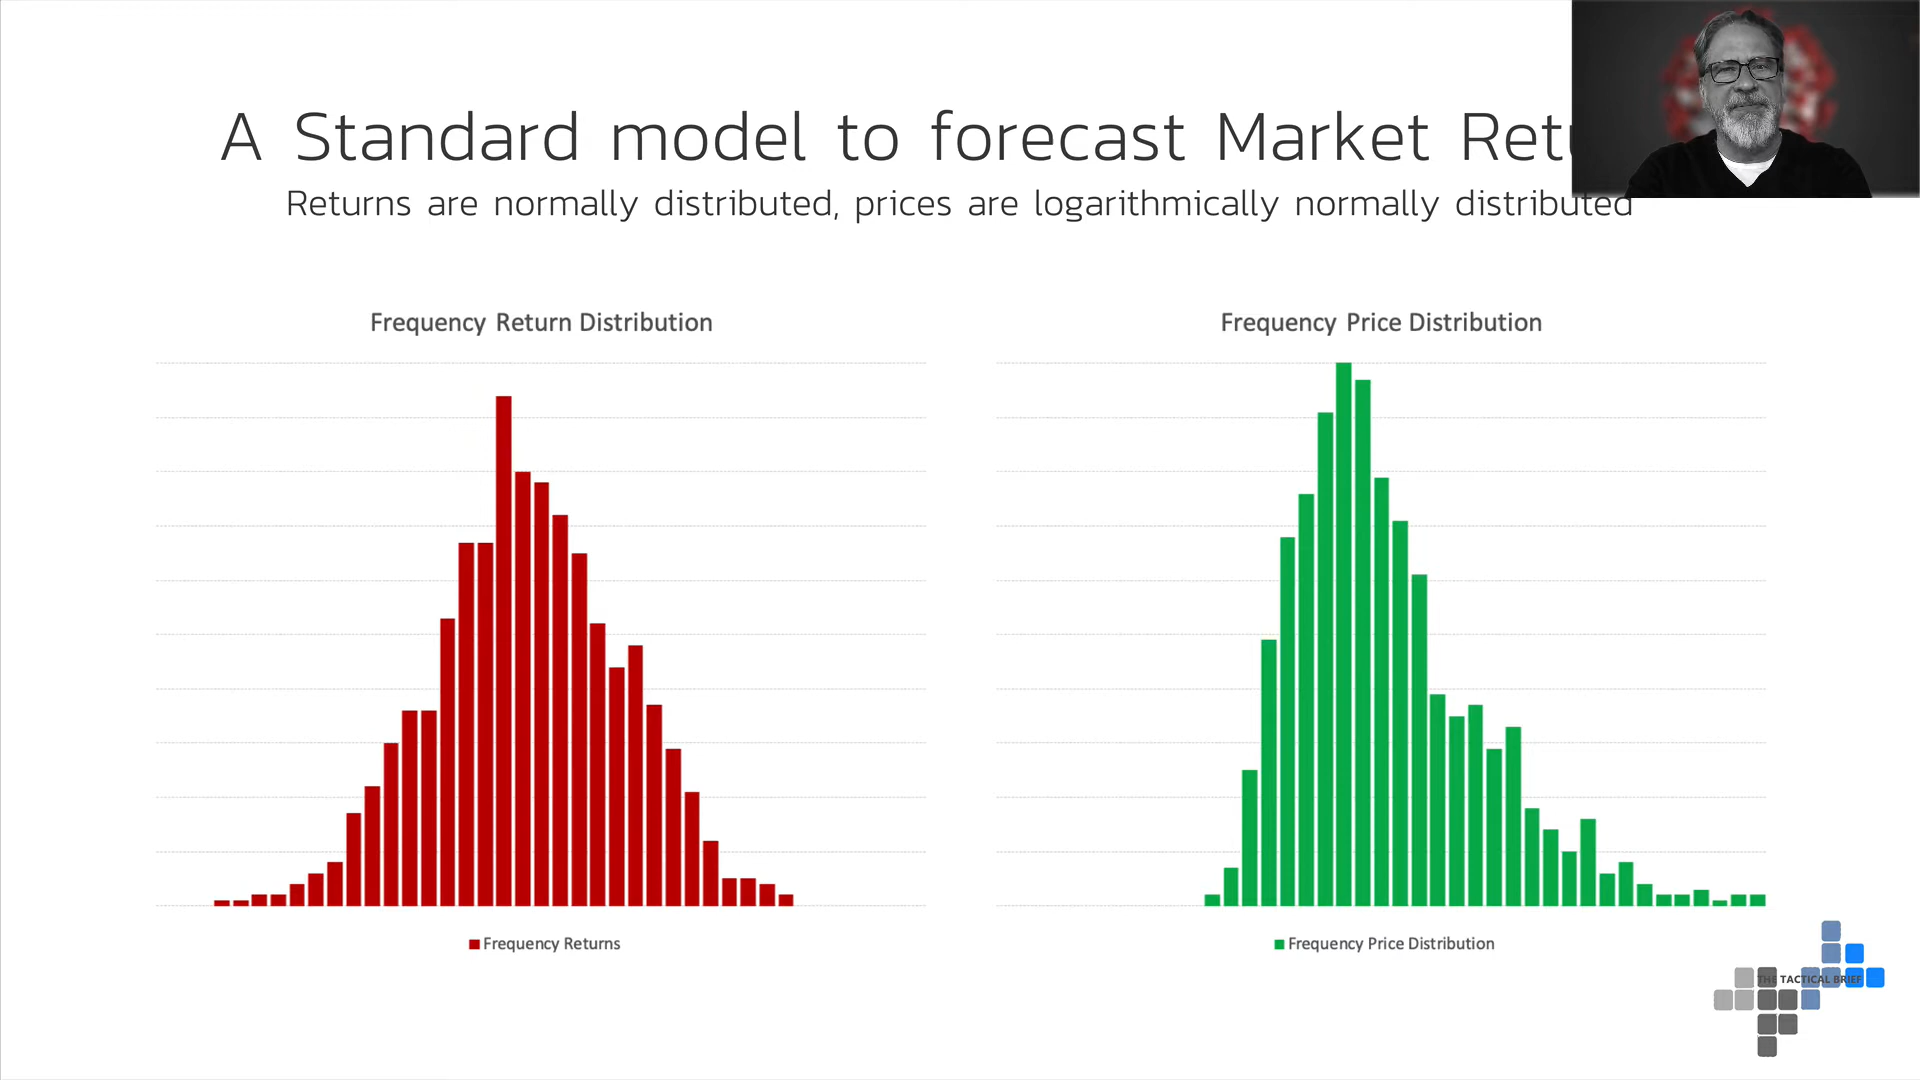 A Standard model to forecast Market Retu
Returns are normally distributed, prices are logarithmically normally distributed
Frequency Return Distribution
Frequency Price Distribution
Frequency Returns
Frequency Price Distribution
THE TACTICAL BRIEF